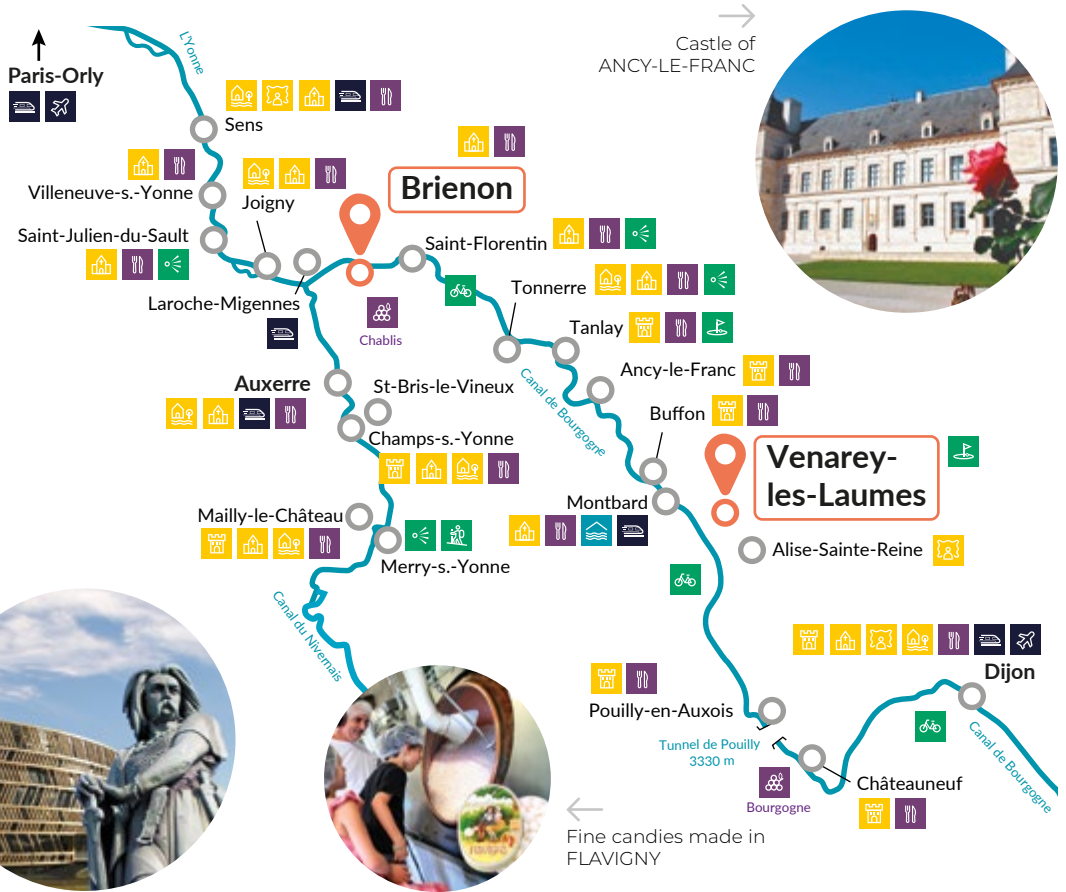 Castle of
ANCY-LE-FRANC
L'Yonne
Paris-Orly
Sens
Villeneuve-s.-Yonne
Joigny
Brienon
Saint-Julien-du-Sault
Saint-Florentin
Laroche-Migennes
Tonnerre
Chablis
Tanlay
Auxerre
St-Bris-le-Vineux
Canal de Bourgogne
Ancy-le-Franc
Buffon
Champs-s.-Yonne
Venarey-
les-Laumes
Montbard
Mailly-le-Château
Merry-s.-Yonne
Alise-Sainte-Reine
Canal du Nivernais
Dijon
Pouilly-en-Auxois
Tunnel de Pouilly
3330 m
Canal de Bourgogne
Châteauneuf
Bourgogne
FLAVIGNY
Fine candies made in
FLAVIGNY